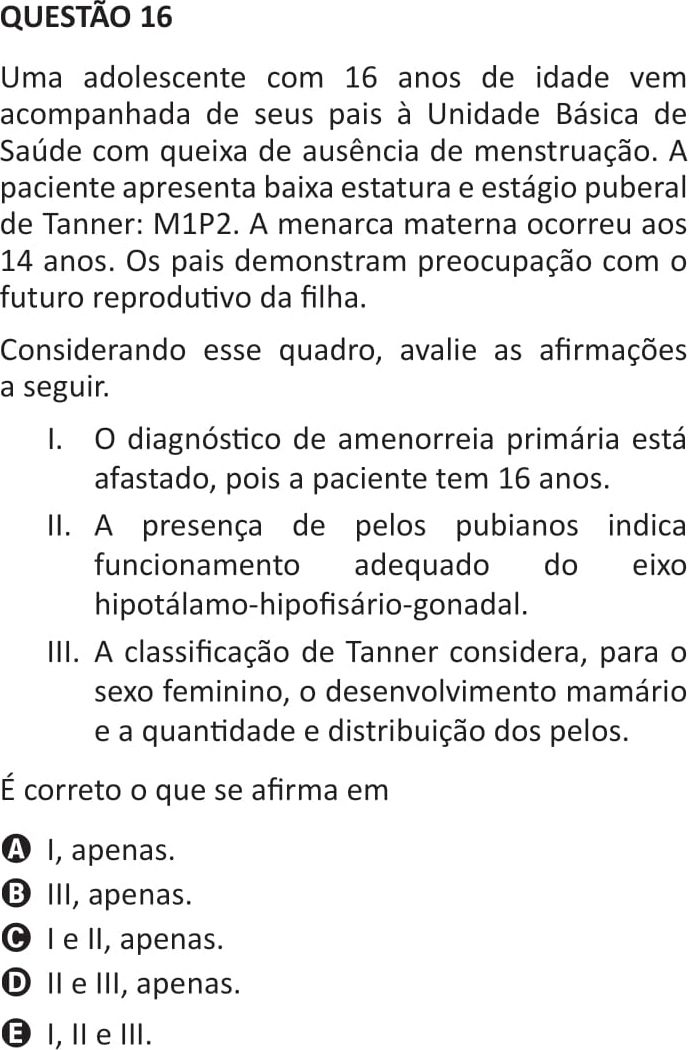 QUESTÃO 16
Uma adolescente com 16 anos de idade vem
acompanhada de seus pais à Unidade Básica de
Saúde com queixa de ausência de menstruação. A
paciente apresenta baixa estatura e estágio puberal
de Tanner: M1P2. A menarca materna ocorreu aos
14 anos. Os pais demonstram preocupação com o
futuro reprodutivo da filha.
Considerando esse quadro, avalie as afirmações
a seguir.
I. O diagnóstico de amenorreia primária está
afastado, pois a paciente tem 16 anos.
II. A presença de pelos pubianos indica
funcionamento adequado do eixo
hipotálamo-hipofisário-gonadal.
III. A classificação de Tanner considera, para o
sexo feminino, o desenvolvimento mamário
e a quantidade e distribuição dos pelos.
É correto o que se afirma em
A I, apenas.
B III, apenas.
C I e II, apenas.
D II e III, apenas.
E I, II e III.